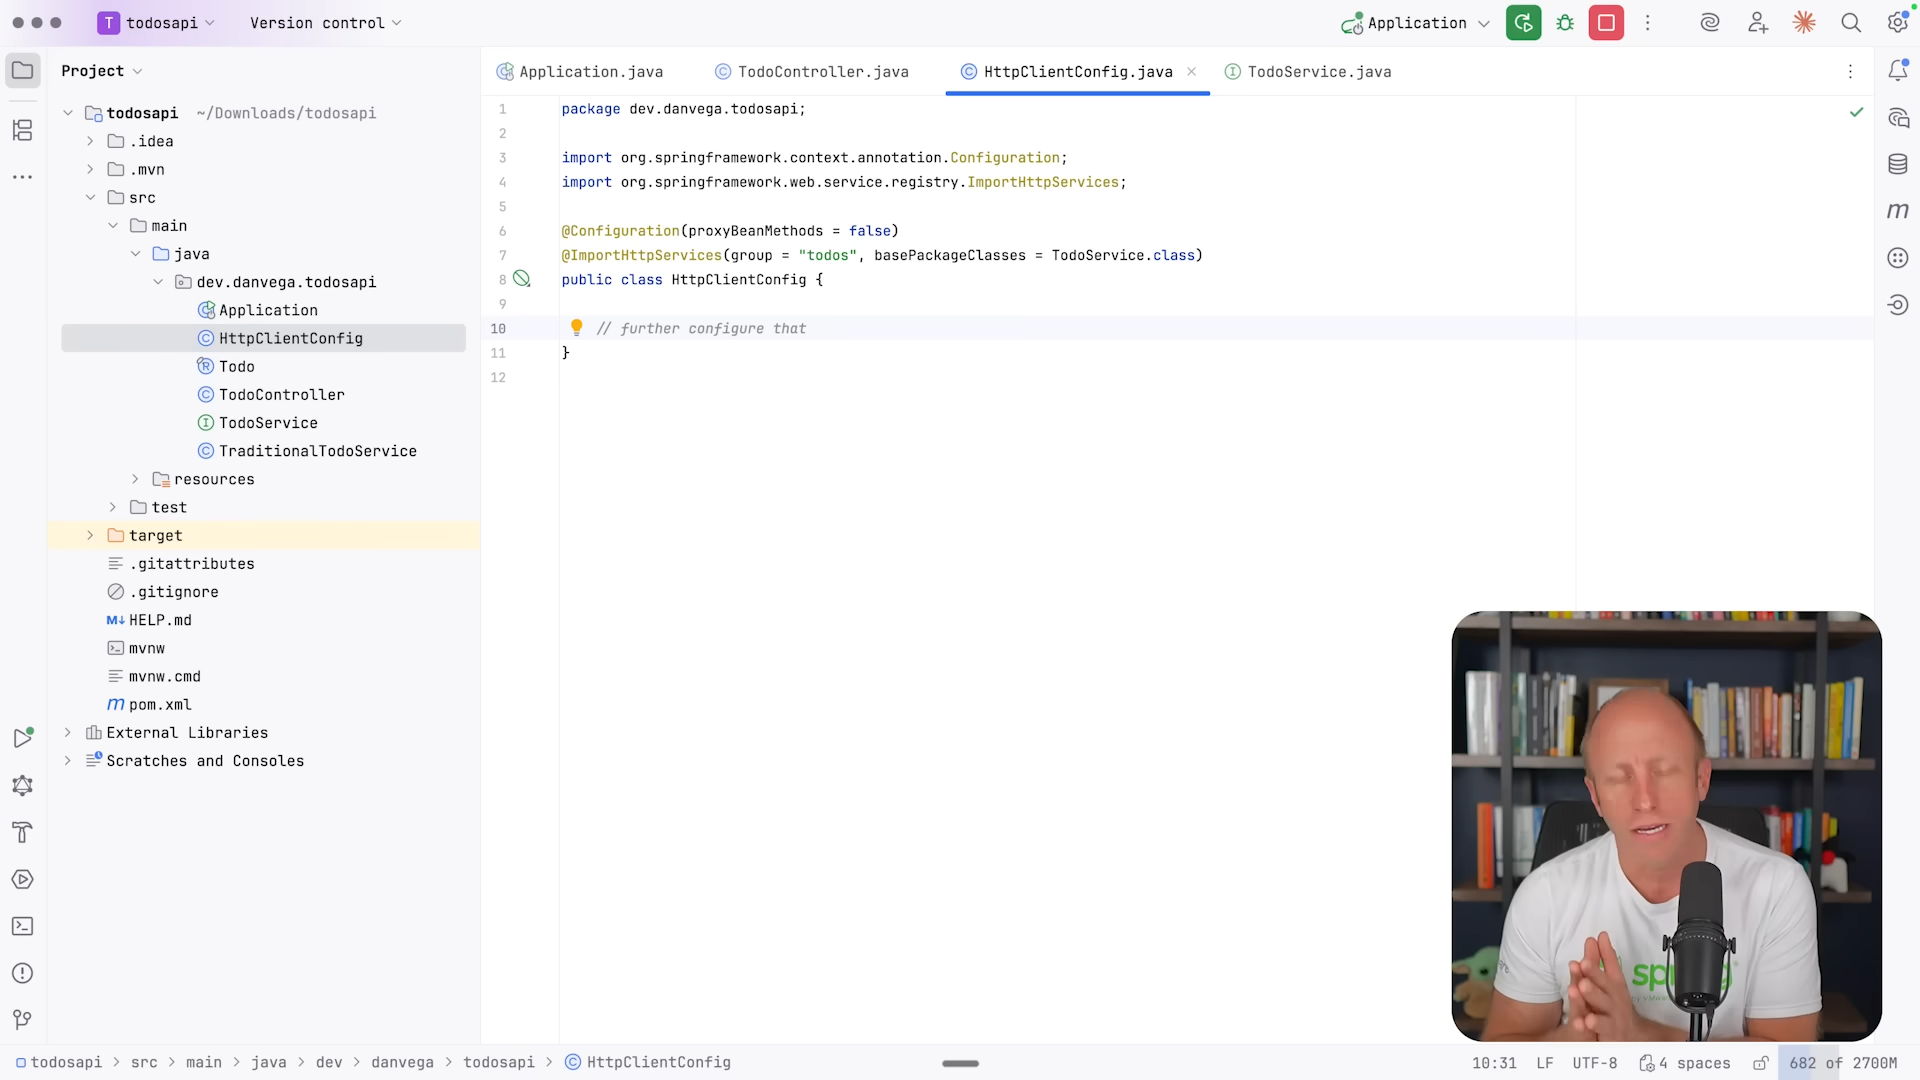 T todosapi Version control Application
Project
Application.java TodoController.java HttpClientConfig.java TodoService.java
todosapi ~/Downloads/todosapi
.idea
.mvn
src
main
java
dev.danvega.todosapi
Application
HttpClientConfig
Todo
TodoController
TodoService
TraditionalTodoService
resources
test
target
.gitattributes
.gitignore
M↓ HELP.md
mvnw
mvnw.cmd
m pom.xml
External Libraries
Scratches and Consoles
1 package dev.danvega.todosapi;
2
3 import org.springframework.context.annotation.Configuration;
4 import org.springframework.web.service.registry.ImportHttpServices;
5
6 @Configuration(proxyBeanMethods = false)
7 @ImportHttpServices(group = "todos", basePackageClasses = TodoService.class)
8 public class HttpClientConfig {
9
10 // further configure that
11 }
12
m
todosapi > src > main > java > dev > danvega > todosapi > HttpClientConfig
10:31 LF UTF-8 4 spaces 682 of 2700M